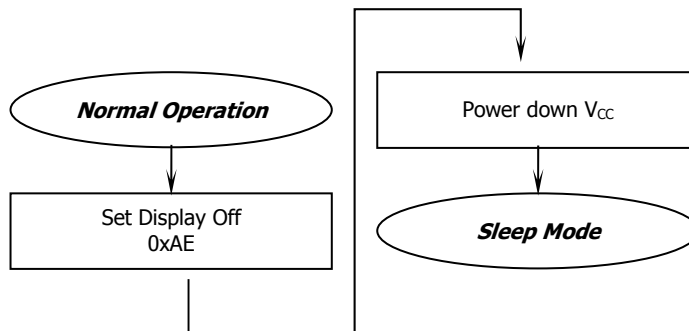 Normal Operation
Set Display Off
0xAE
Power down VCC
Sleep Mode